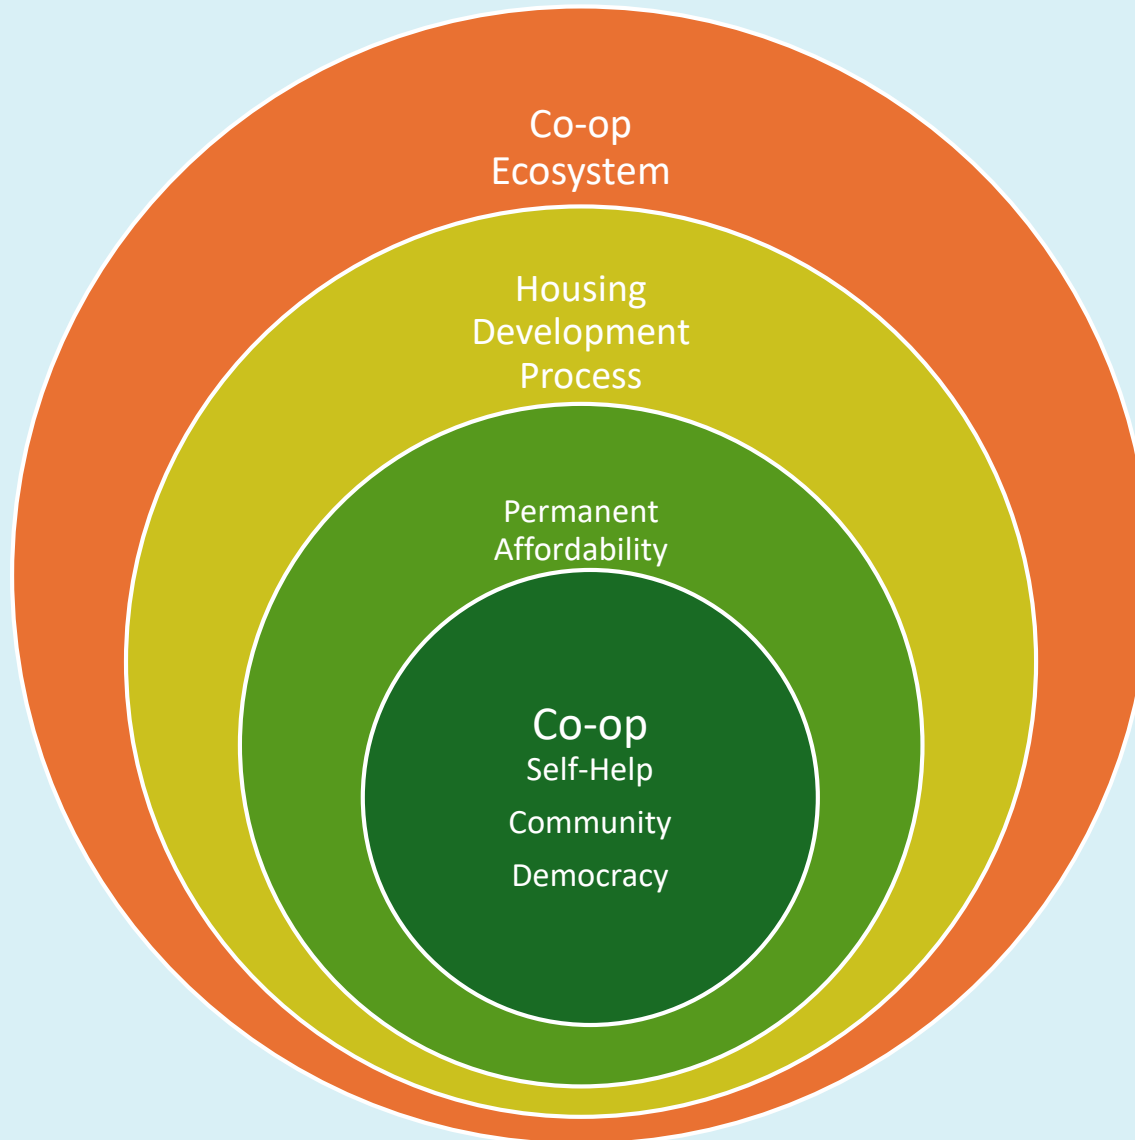 Co-op
Ecosystem
Housing
Development
Process
Permanent
Affordability
Co-op
Self-Help
Community
Democracy